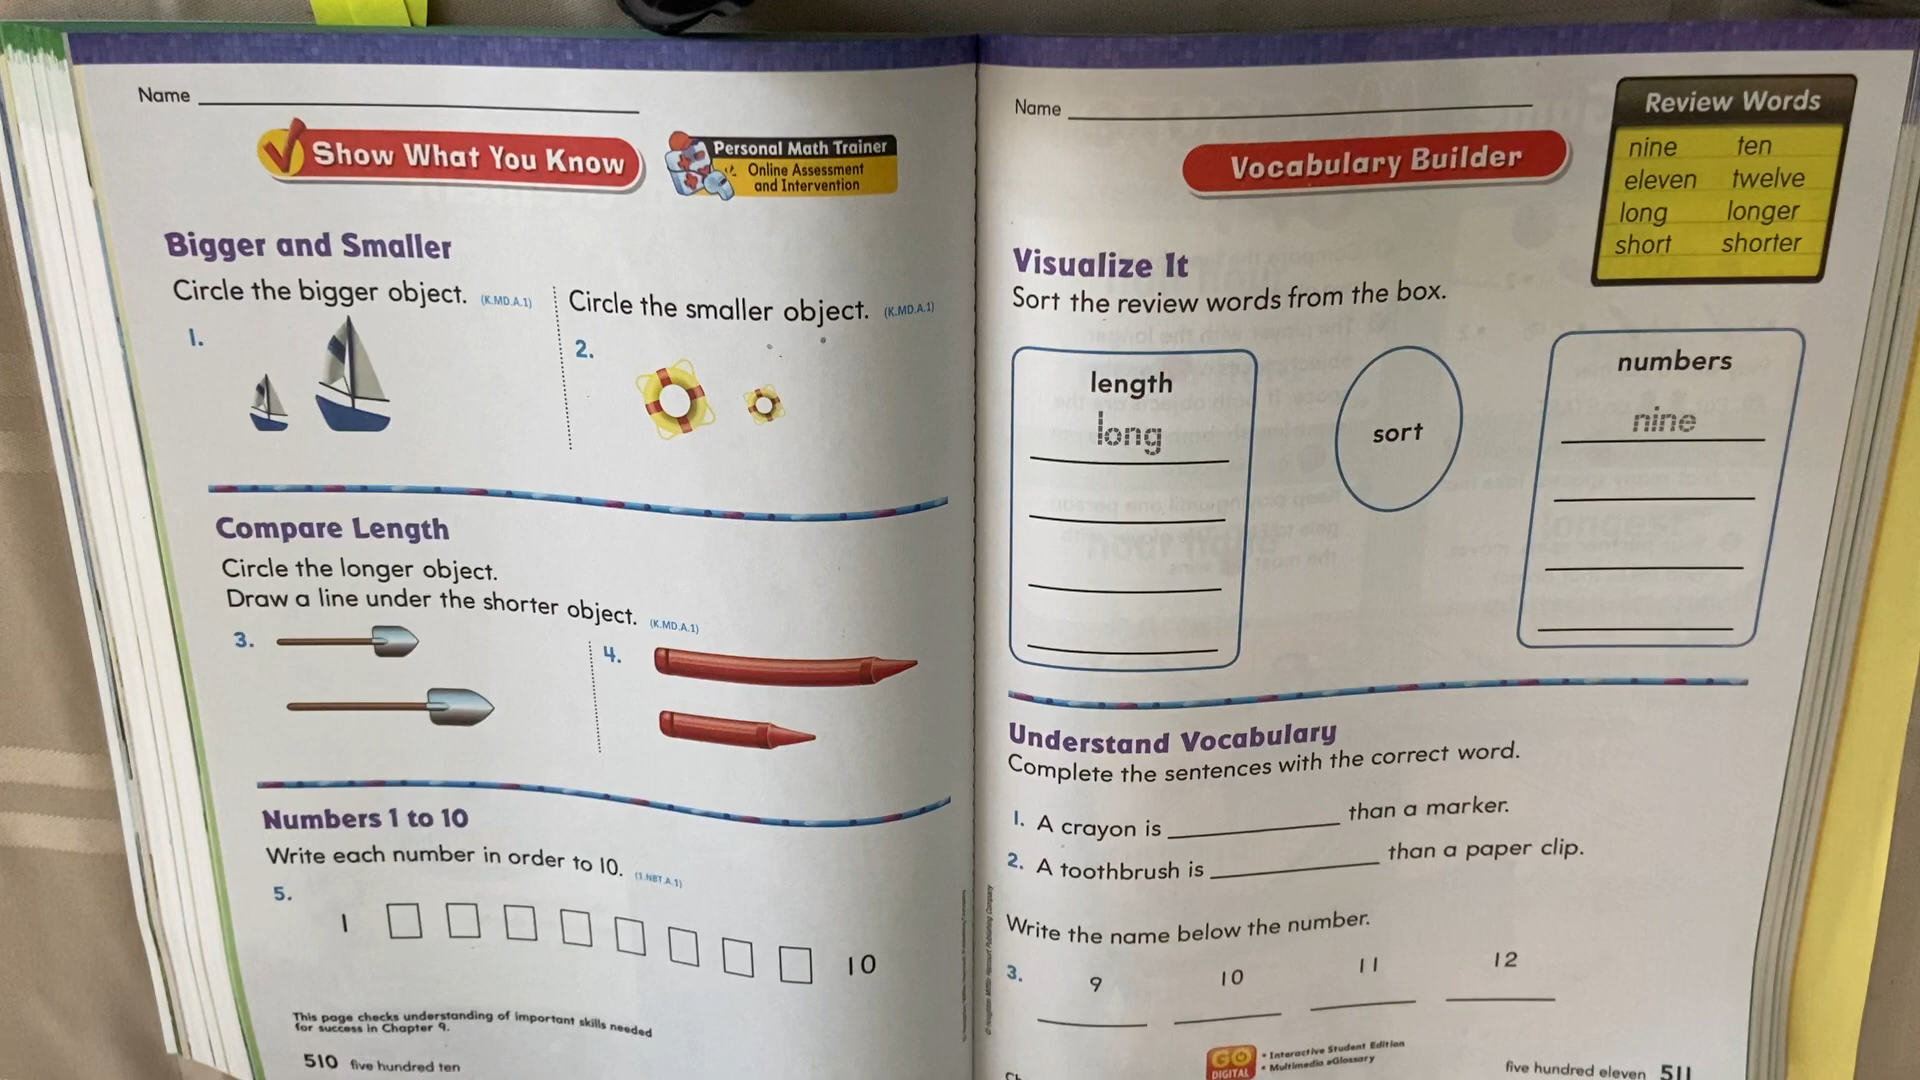 Name
Show What You Know
Personal Math Trainer
Online Assessment
and Intervention
Bigger and Smaller
Circle the bigger object. (K.MD.A.1)
1.
Circle the smaller object. (K.MD.A.1)
2.
Compare Length
Circle the longer object.
Draw a line under the shorter object. (K.MD.A.1)
3.
4.
Numbers 1 to 10
Write each number in order to 10. (1.NBT.A.1)
5.
1 10
This page checks understanding of important skills needed
for success in Chapter 9.
510 five hundred ten
Name
Vocabulary Builder
Review Words
nine ten
eleven twelve
long longer
short shorter
Visualize It
Sort the review words from the box.
length
long
sort
numbers
nine
Understand Vocabulary
Complete the sentences with the correct word.
1. A crayon is than a marker.
2. A toothbrush is than a paper clip.
Write the name below the number.
3. 9 10 11 12
© Houghton Mifflin Harcourt Publishing Company
GO
DIGITAL
• Interactive Student Edition
• Multimedia eGlossary
five hundred eleven 511